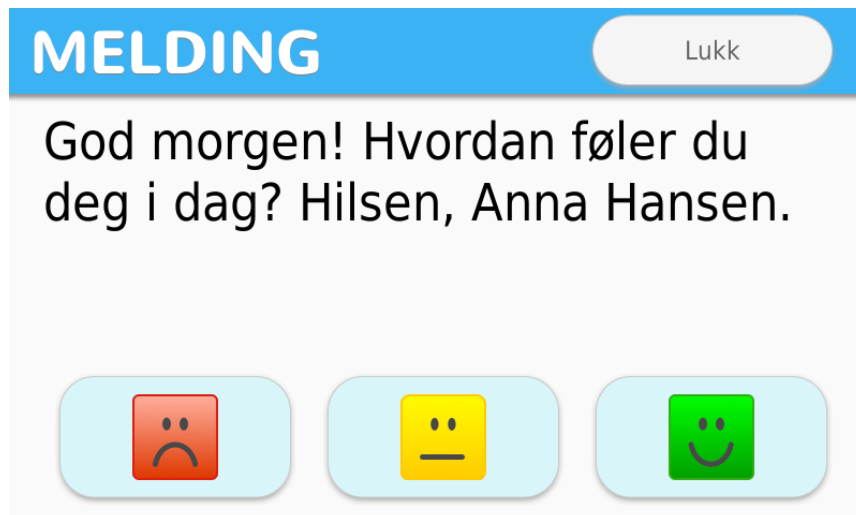 MELDING
Lukk
God morgen! Hvordan føler du
deg i dag? Hilsen, Anna Hansen.